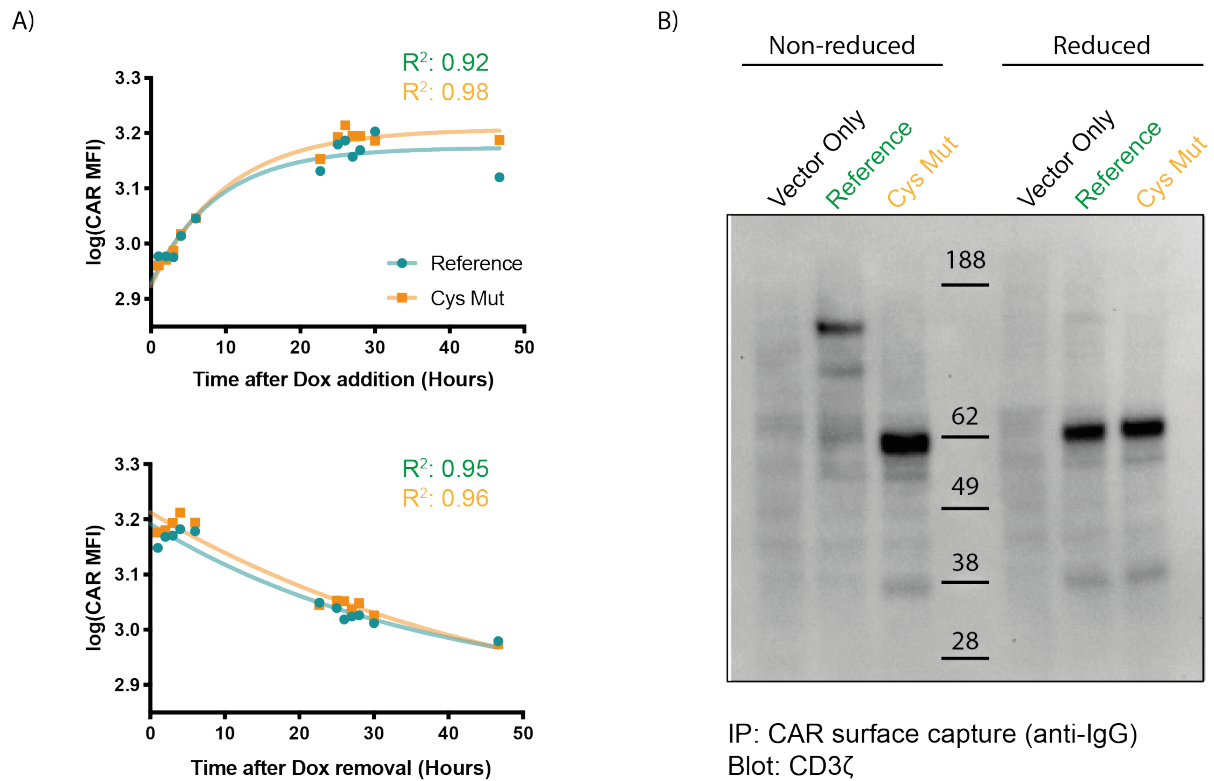 A)
R²: 0.92
R²: 0.98
3.3
3.2
3.1
3.0
2.9
log(CAR MFI)
Reference
Cys Mut
0 10 20 30 40 50
Time after Dox addition (Hours)
R²: 0.95
R²: 0.96
3.3
3.2
3.1
3.0
2.9
log(CAR MFI)
0 10 20 30 40 50
Time after Dox removal (Hours)
B)
Non-reduced Reduced
Vector Only
Reference
Cys Mut
Vector Only
Reference
Cys Mut
188
62
49
38
28
IP: CAR surface capture (anti-IgG)
Blot: CD3ζ